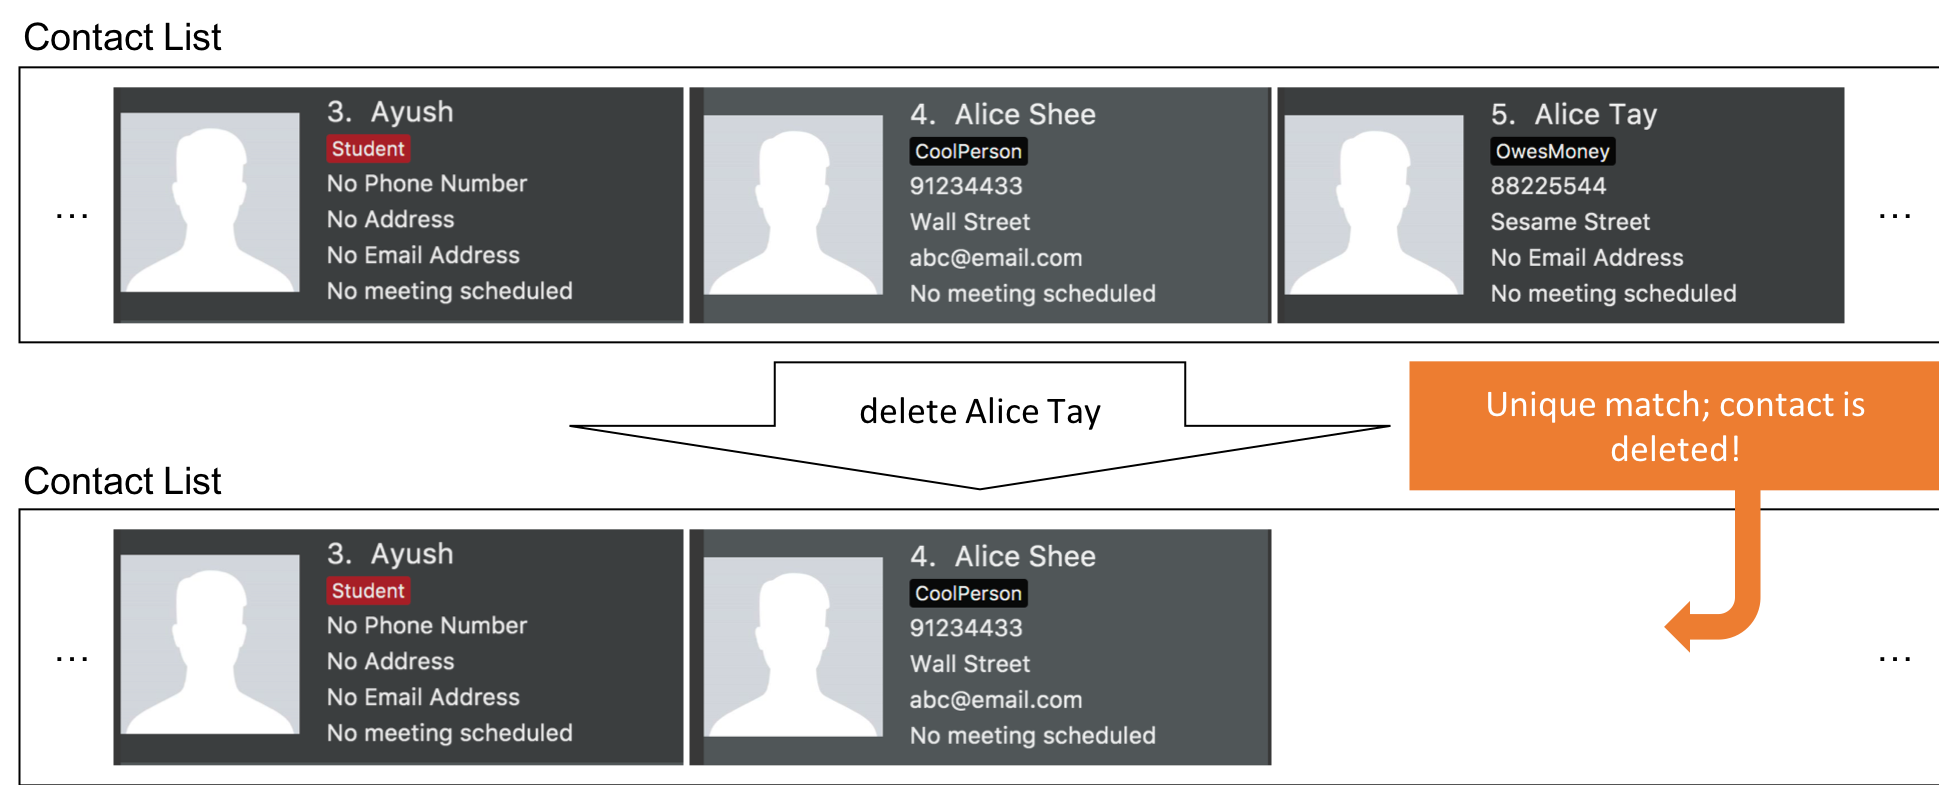 Contact List
...
3. Ayush
Student
No Phone Number
No Address
No Email Address
No meeting scheduled
4. Alice Shee
CoolPerson
91234433
Wall Street
abc@email.com
No meeting scheduled
5. Alice Tay
OwesMoney
88225544
Sesame Street
No Email Address
No meeting scheduled
...
delete Alice Tay
Unique match; contact is
deleted!
Contact List
...
3. Ayush
Student
No Phone Number
No Address
No Email Address
No meeting scheduled
4. Alice Shee
CoolPerson
91234433
Wall Street
abc@email.com
No meeting scheduled
...